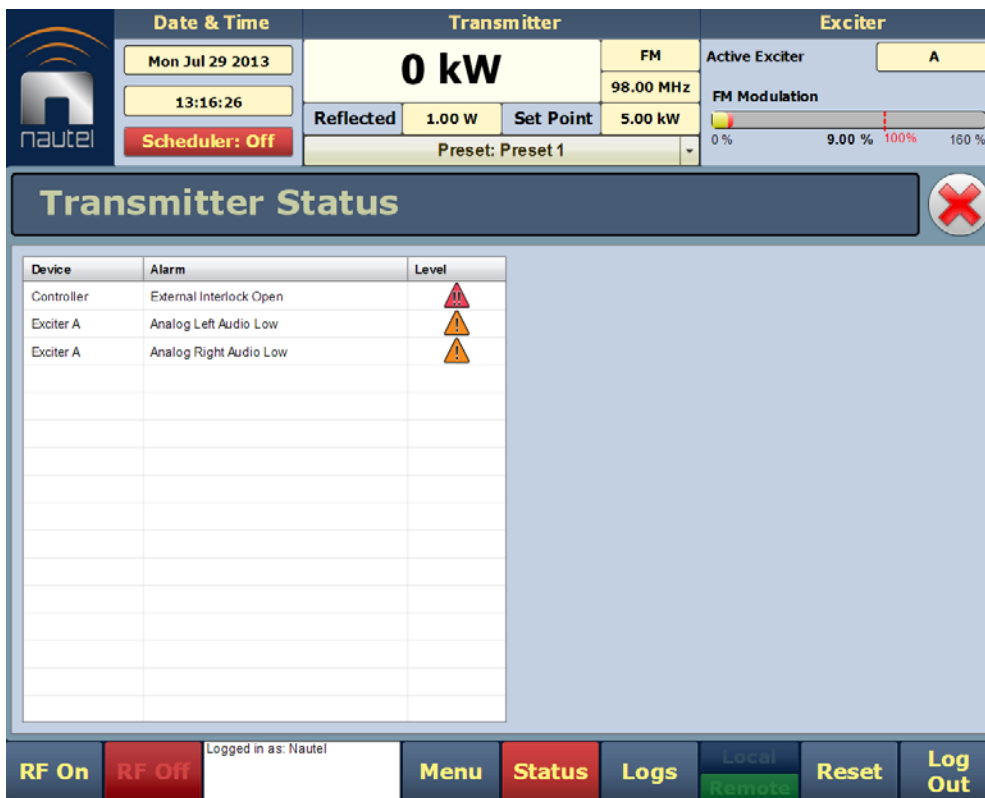 Date & Time
Transmitter
Exciter
Mon Jul 29 2013
13:16:26
Scheduler: Off
0 kW
FM
98.00 MHz
Reflected
1.00 W
Set Point
5.00 kW
Preset: Preset 1
Active Exciter
A
FM Modulation
0 %
9.00 %
100%
160 %
nautel
Transmitter Status
Device Alarm Level
Controller External Interlock Open !!
Exciter A Analog Left Audio Low !
Exciter A Analog Right Audio Low !
RF On
RF Off
Logged in as: Nautel
Menu
Status
Logs
Local
Remote
Reset
Log
Out